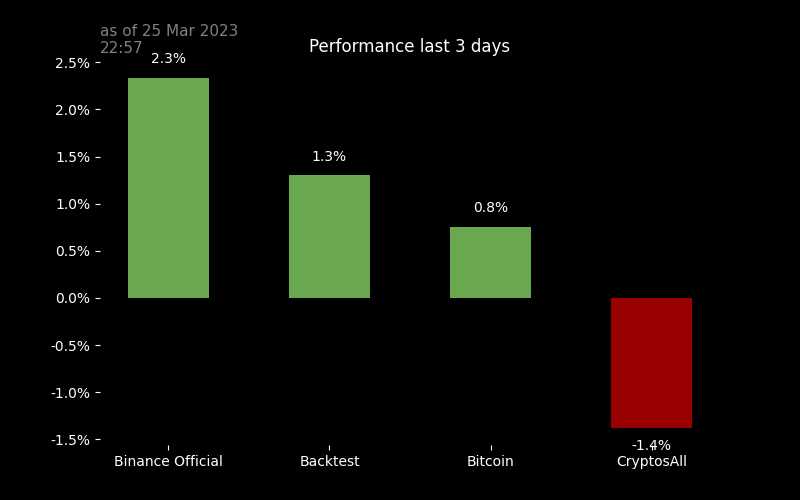 as of 25 Mar 2023
22:57
Performance last 3 days
2.5%
2.0%
1.5%
1.0%
0.5%
0.0%
-0.5%
-1.0%
-1.5%
2.3%
1.3%
0.8%
-1.4%
Binance Official
Backtest
Bitcoin
CryptosAll